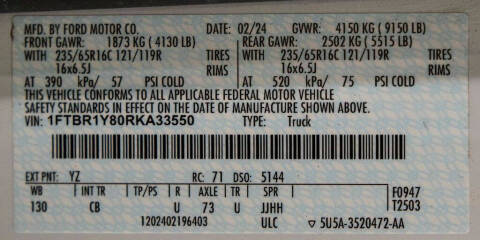 MFD. BY FORD MOTOR CO. DATE: 02/24 GVWR: 4150 KG ( 9150 LB)
FRONT GAWR: 1873 KG ( 4130 LB) REAR GAWR: 2502 KG ( 5515 LB)
WITH 235/65R16C 121/119R TIRES WITH 235/65R16C 121/119R TIRES
16x6.5J RIMS 16x6.5J RIMS
AT 390 kPa/ 57 PSI COLD AT 520 kPa/ 75 PSI COLD
THIS VEHICLE CONFORMS TO ALL APPLICABLE FEDERAL MOTOR VEHICLE
SAFETY STANDARDS IN EFFECT ON THE DATE OF MANUFACTURE SHOWN ABOVE.
VIN: 1FTBR1Y80RKA33550 TYPE: Truck
EXT PNT: YZ RC: 71 DSO: 5144
WB INT TR TP/PS R AXLE TR SPR F0947
130 CB U 73 U JJHH T2503
1202402196403 ULC 5U5A-3520472-AA